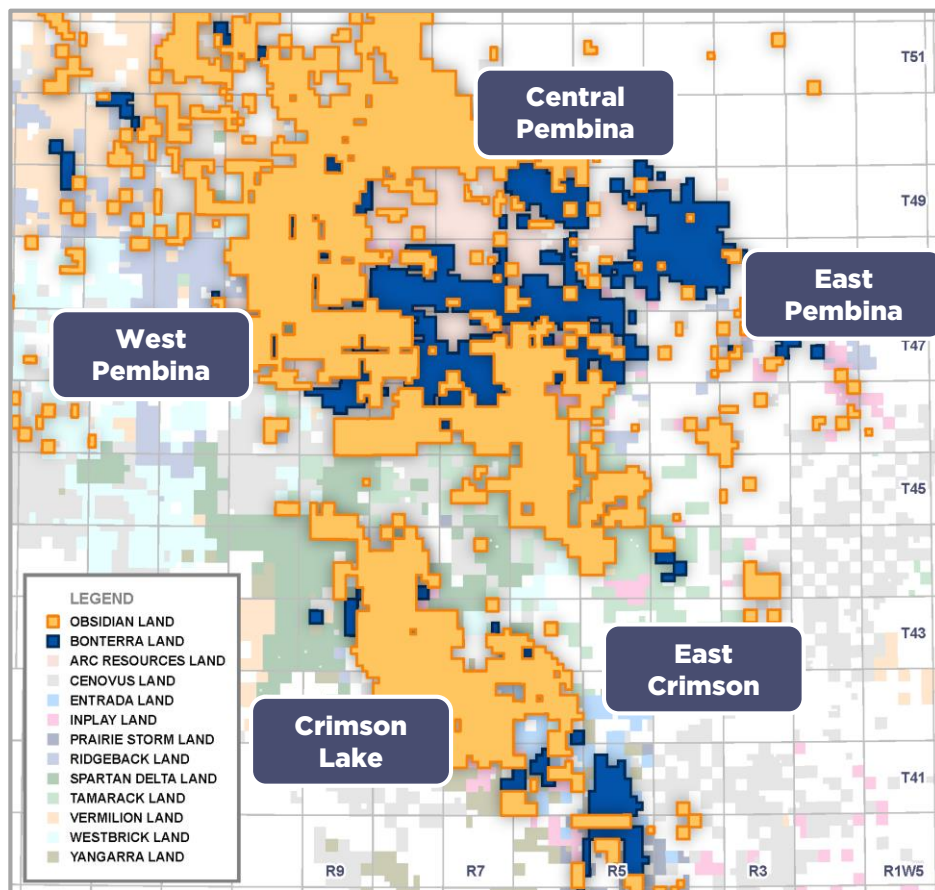 T51
Central
Pembina
T49
East
Pembina
West
Pembina
T47
T45
LEGEND
OBSIDIAN LAND
BONTERRA LAND
ARC RESOURCES LAND
CENOVUS LAND
ENTRADA LAND
INPLAY LAND
PRAIRIE STORM LAND
RIDGEBACK LAND
SPARTAN DELTA LAND
TAMARACK LAND
VERMILION LAND
WESTBRICK LAND
YANGARRA LAND
T43
East
Crimson
Crimson
Lake
T41
R9
R7
R5
R3
R1W5